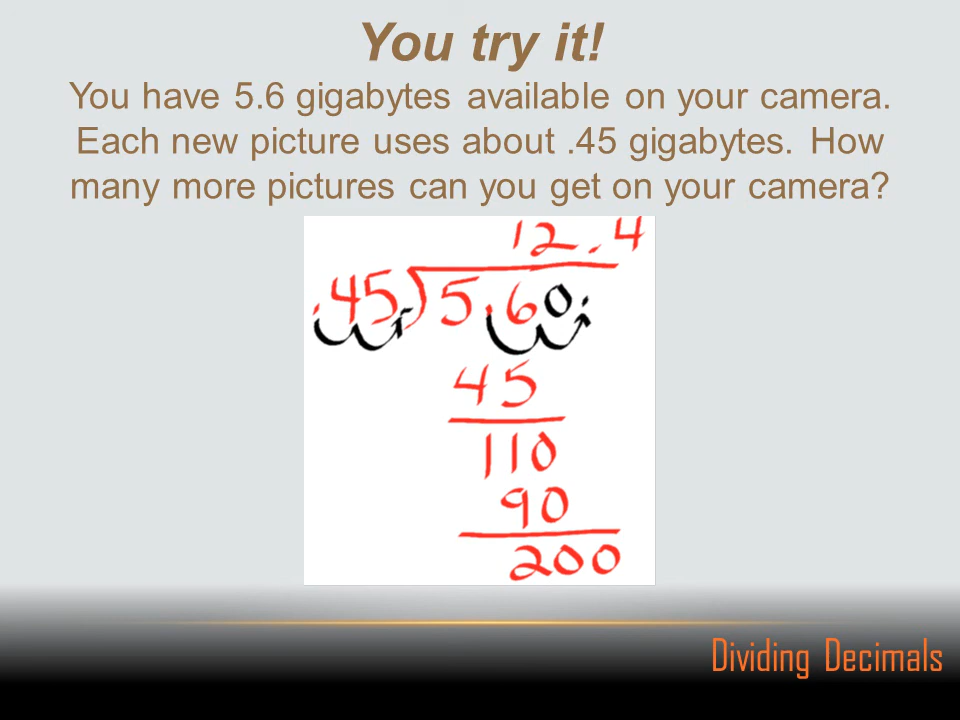 You try it!
You have 5.6 gigabytes available on your camera.
Each new picture uses about .45 gigabytes. How
many more pictures can you get on your camera?
12.4
.45.)5.60.
45
110
90
200
Dividing Decimals